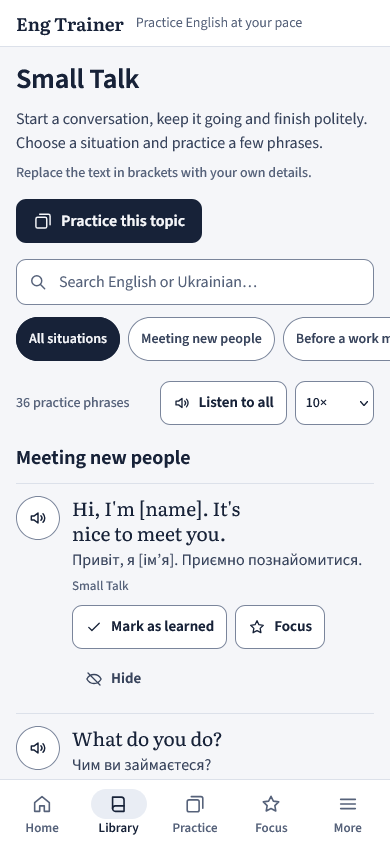 Eng Trainer Practice English at your pace
Small Talk
Start a conversation, keep it going and finish politely.
Choose a situation and practice a few phrases.
Replace the text in brackets with your own details.
Practice this topic
Search English or Ukrainian…
All situations Meeting new people Before a work m
36 practice phrases Listen to all 10×
Meeting new people
Hi, I'm [name]. It's
nice to meet you.
Привіт, я [ім’я]. Приємно познайомитися.
Small Talk
Mark as learned Focus
Hide
What do you do?
Чим ви займаєтеся?
Home Library Practice Focus More